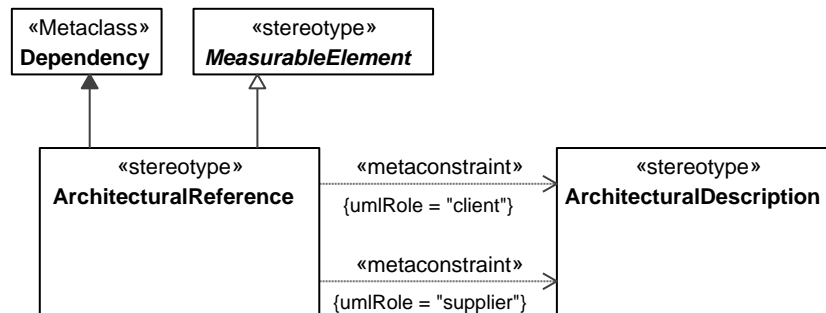 «Metaclass»
Dependency
«stereotype»
MeasurableElement
«stereotype»
ArchitecturalReference
«metaconstraint»
{umlRole = "client"}
«metaconstraint»
{umlRole = "supplier"}
«stereotype»
ArchitecturalDescription